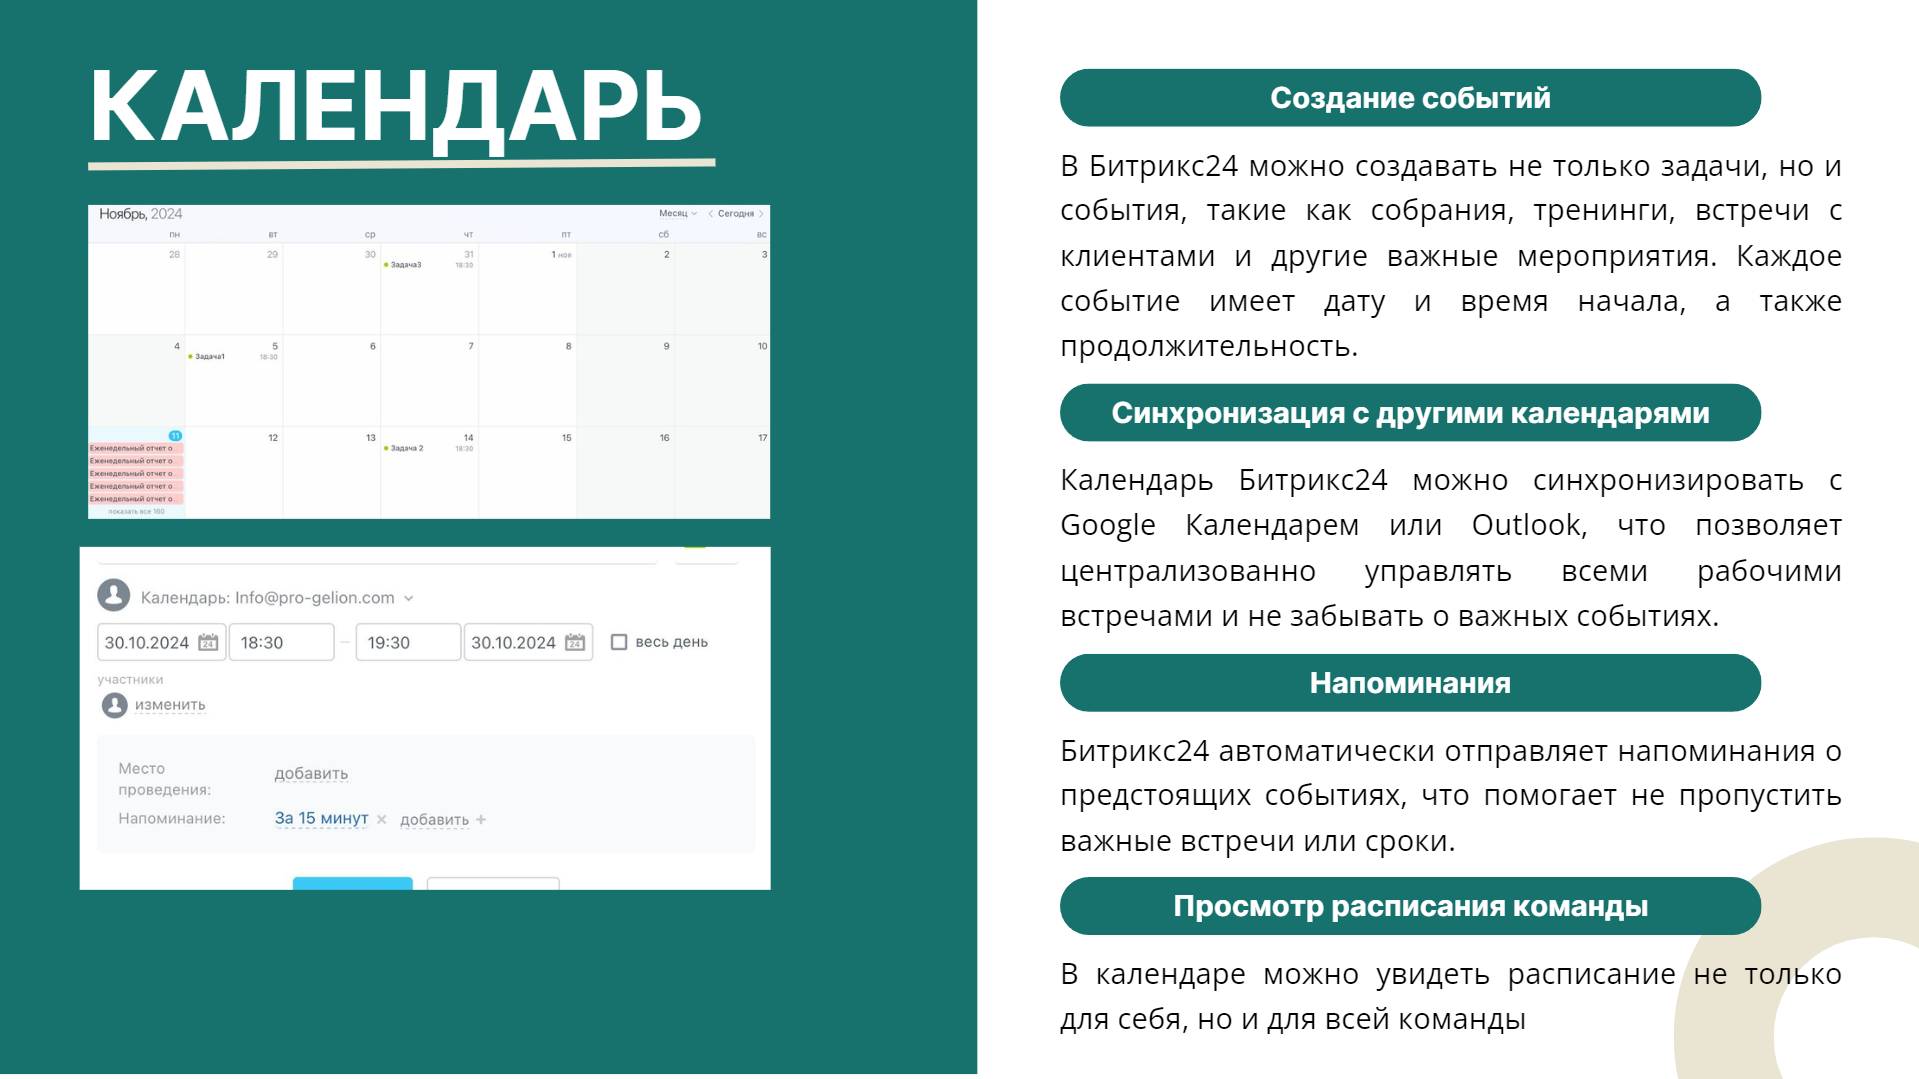 КАЛЕНДАРЬ
Ноябрь, 2024
Месяц
Сегодня
пн вт ср чт пт сб вс
28 29 30 31 1 ноя 2 3
Задача3 18:30
4 5 6 7 8 9 10
Задача1 18:30
11 12 13 14 15 16 17
Еженедельный отчет о
Задача 2 18:30
Еженедельный отчет о
Еженедельный отчет о
Еженедельный отчет о
Еженедельный отчет о
показать все 160
Календарь: Info@pro-gelion.com
30.10.2024 24 18:30 – 19:30 30.10.2024 24 весь день
участники
изменить
Место
проведения:
добавить
Напоминание: За 15 минут × добавить +
Создание событий
В Битрикс24 можно создавать не только задачи, но и
события, такие как собрания, тренинги, встречи с
клиентами и другие важные мероприятия. Каждое
событие имеет дату и время начала, а также
продолжительность.
Синхронизация с другими календарями
Календарь Битрикс24 можно синхронизировать с
Google Календарем или Outlook, что позволяет
централизованно управлять всеми рабочими
встречами и не забывать о важных событиях.
Напоминания
Битрикс24 автоматически отправляет напоминания о
предстоящих событиях, что помогает не пропустить
важные встречи или сроки.
Просмотр расписания команды
В календаре можно увидеть расписание не только
для себя, но и для всей команды